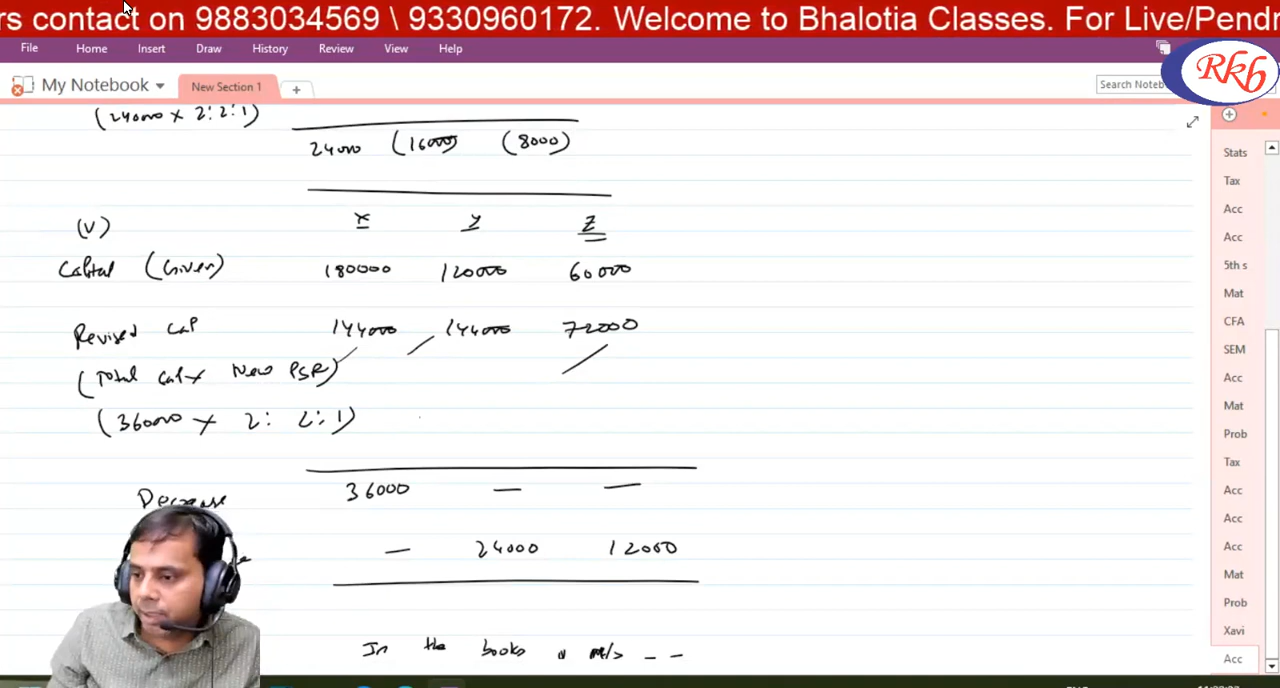 rs contact on 9883034569 \ 9330960172. Welcome to Bhalotia Classes. For Live/Pendr
File Home Insert Draw History Review View Help
Rkb
My Notebook New Section 1 + Search Noteb
(24000 x 2:2:1)
24000 (16000) (8000)
(V) X Y Z
Capital (Given) 180000 120000 60000
Revised Cap 144000 144000 72000
(Total Cap x New PSR)
(360000 x 2: 2:1)
Decrease 36000 — —
— 24000 12000
In the books M/s - -
Stats
Tax
Acc
Acc
5th s
Mat
CFA
SEM
Acc
Mat
Prob
Tax
Acc
Acc
Acc
Mat
Prob
Xavi
Acc